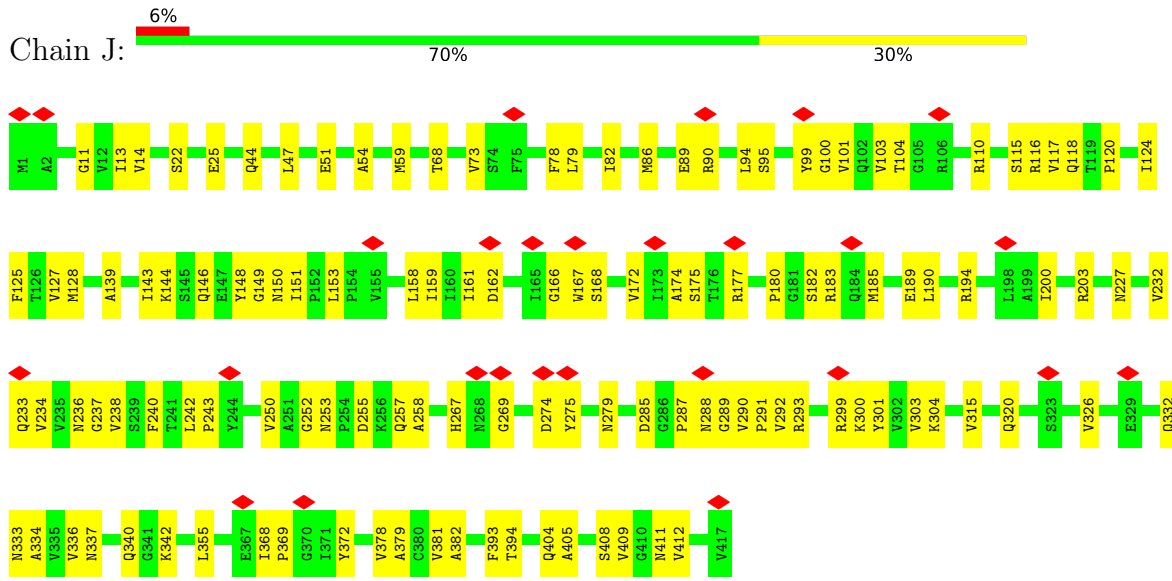 6%
Chain J:
70% 30%
M1 A2 G11 V12 I13 V14 S22 E25 Q44 L47 E51 A54 M59 T68 V73 S74 F75 F78 L79 I82 M86 E89 R90 L94 S95 Y99 G100 V101 Q102 V103 T104 G105 R106 R110 S115 R116 V117 Q118 T119 P120 I124
F125 T126 V127 M128 A139 I143 K144 S145 Q146 E147 Y148 G149 N150 I151 P152 L153 P154 V155 L158 I159 I160 I161 D162 I165 G166 W167 S168 V172 I173 A174 S175 T176 R177 P180 G181 S182 R183 Q184 M185 E189 L190 R194 L198 A199 I200 R203 N227 V232
Q233 V234 V235 N236 G237 V238 S239 F240 T241 L242 P243 Y244 V250 A251 G252 N253 P254 D255 K256 Q257 A258 H267 N268 G269 D274 Y275 N279 D285 G286 P287 N288 G289 V290 P291 V292 R293 R299 K300 Y301 V302 V303 K304 V315 Q320 S323 V326 E329 Q332
N333 A334 V335 V336 N337 Q340 G341 K342 L355 E367 I368 P369 G370 I371 Y372 V378 A379 C380 V381 A382 F393 T394 Q404 A405 S408 V409 G410 N411 V412 V417